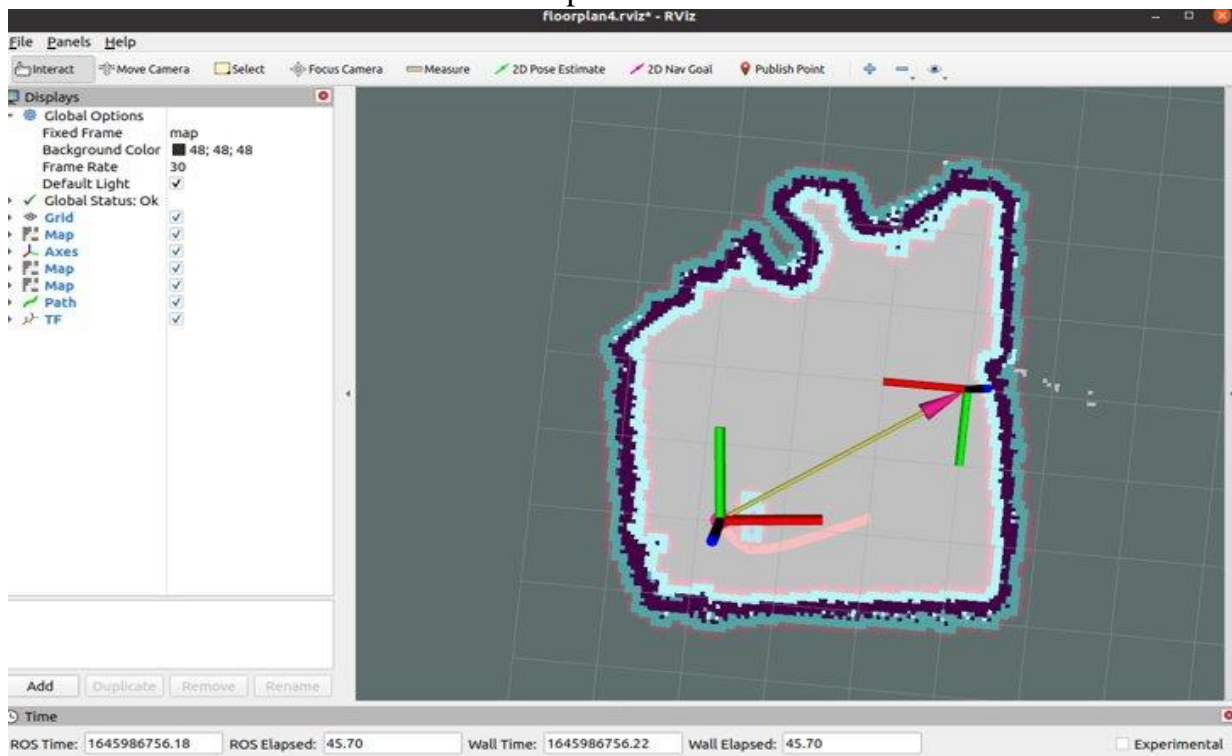 floorplan4.rviz* - RViz
File Panels Help
Interact Move Camera Select Focus Camera Measure 2D Pose Estimate 2D Nav Goal Publish Point
Displays
Global Options
Fixed Frame map
Background Color 48; 48; 48
Frame Rate 30
Default Light
Global Status: Ok
Grid
Map
Axes
Map
Map
Path
TF
Add Duplicate Remove Rename
Time
ROS Time: 1645986756.18 ROS Elapsed: 45.70 Wall Time: 1645986756.22 Wall Elapsed: 45.70 Experimental